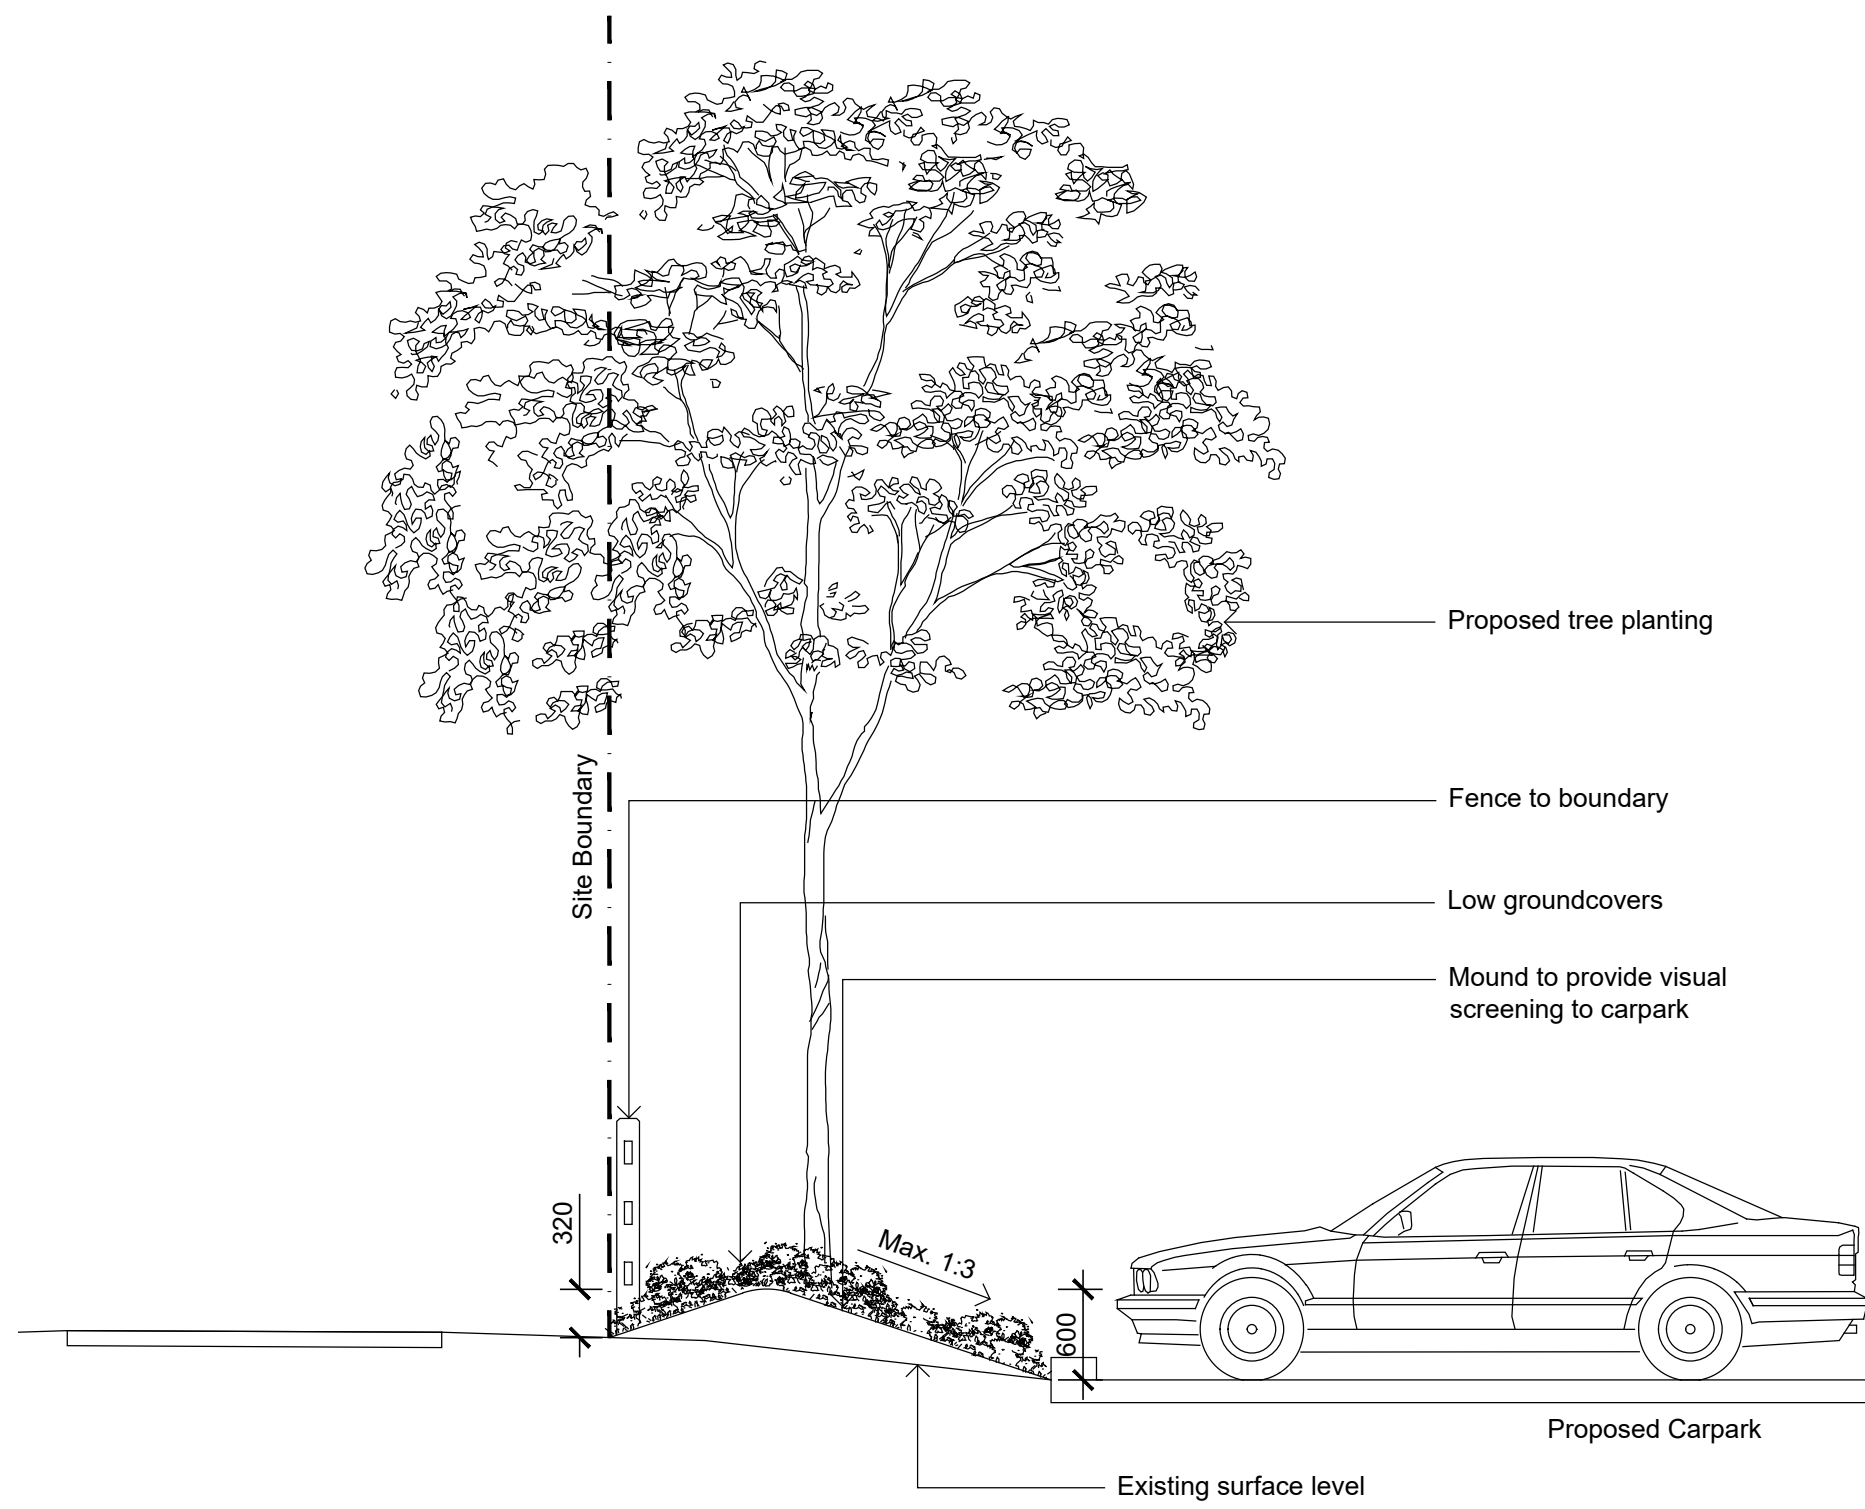 Proposed tree planting
Site Boundary
Fence to boundary
Low groundcovers
Mound to provide visual
screening to carpark
320
Max. 1:3
600
Proposed Carpark
Existing surface level